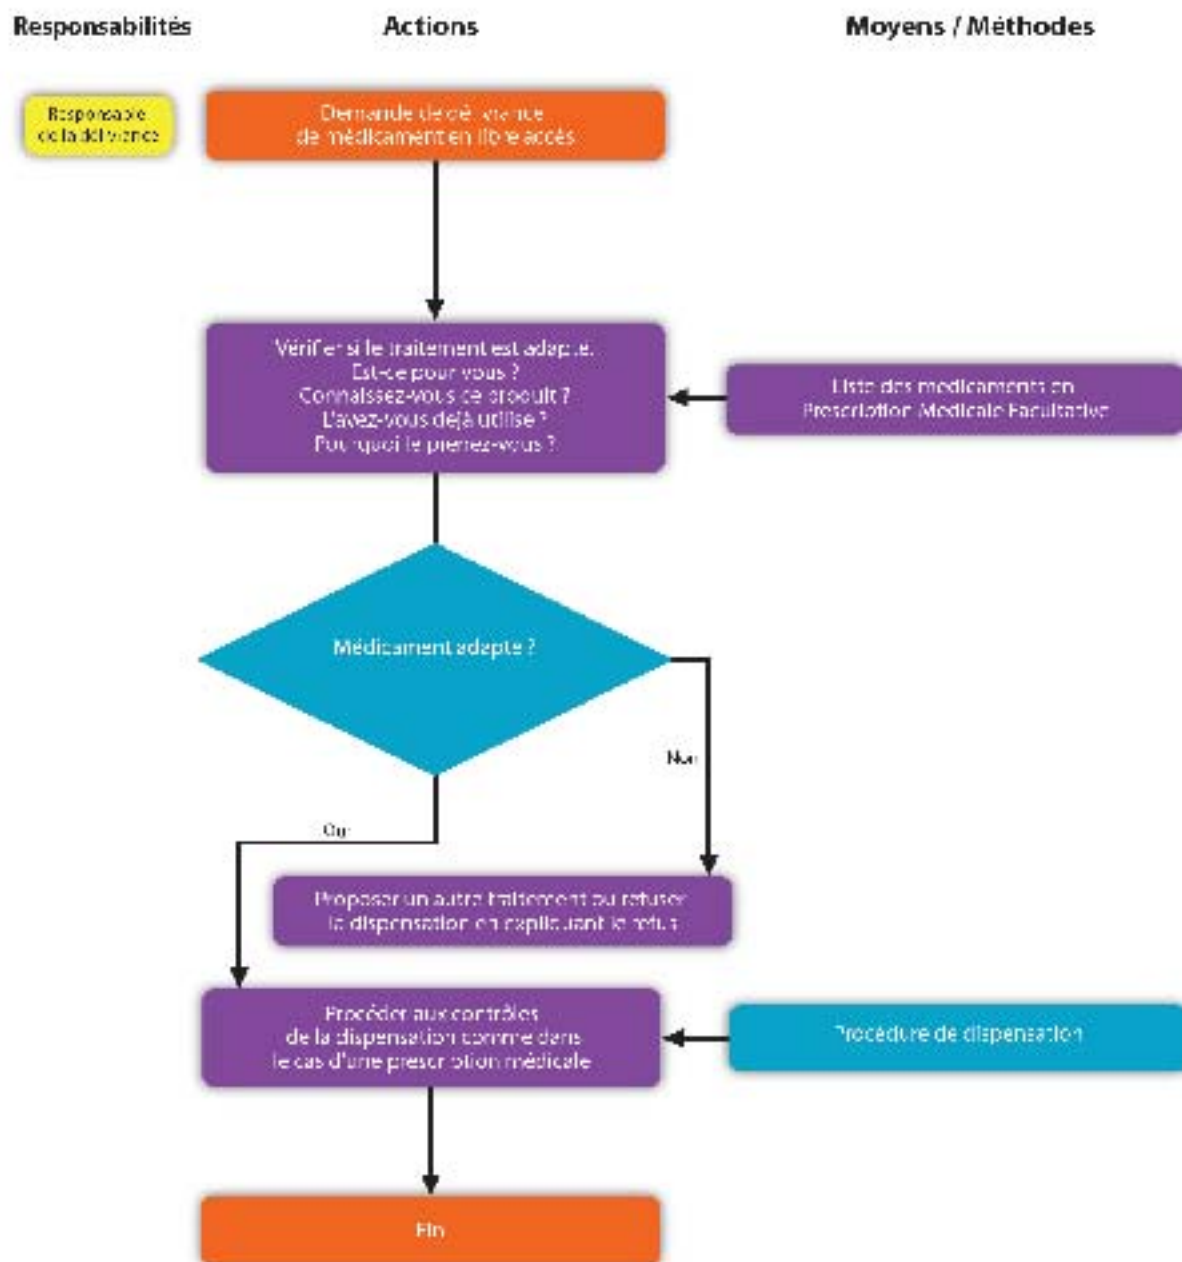 Responsabilités
Actions
Moyens / Méthodes
Responsable
de la délivrance
Demande de délivrance
de médicament en libre accès
Vérifier si le traitement est adapté.
Est-ce pour vous ?
Connaissez-vous ce produit ?
L'avez-vous déjà utilisé ?
Pourquoi le prenez-vous ?
Liste des médicaments en
Prescription Médicale Facultative
Médicament adapté ?
Non
Oui
Proposer un autre traitement ou refuser
la dispensation en expliquant le refus
Procéder aux contrôles
de la dispensation comme dans
le cas d'une prescription médicale
Procédure de dispensation
Fin